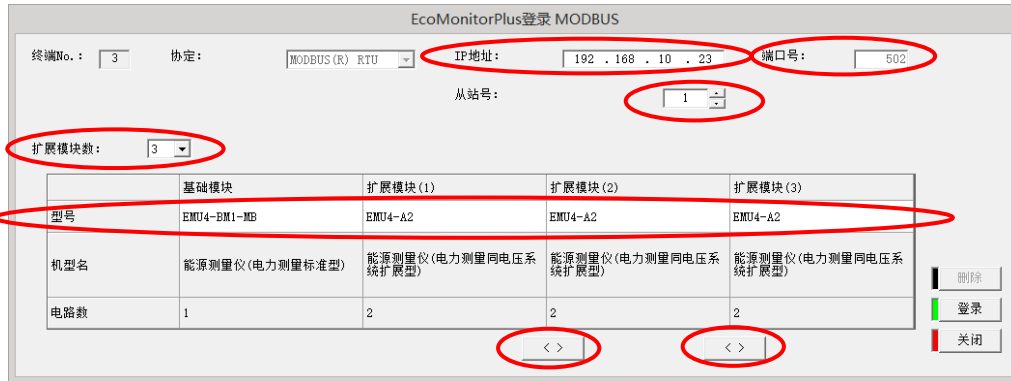 EcoMonitorPlus登录 MODBUS
终端No.: 3 协定: MODBUS(R) RTU IP地址: 192 .168 . 10 . 23 端口号: 502
从站号: 1
扩展模块数: 3
基础模块 扩展模块(1) 扩展模块(2) 扩展模块(3)
型号 EMU4-BM1-MB EMU4-A2 EMU4-A2 EMU4-A2
机型名 能源测量仪(电力测量标准型) 能源测量仪(电力测量同电压系统扩展型) 能源测量仪(电力测量同电压系统扩展型) 能源测量仪(电力测量同电压系统扩展型)
电路数 1 2 2 2
< > < >
删除
登录
关闭